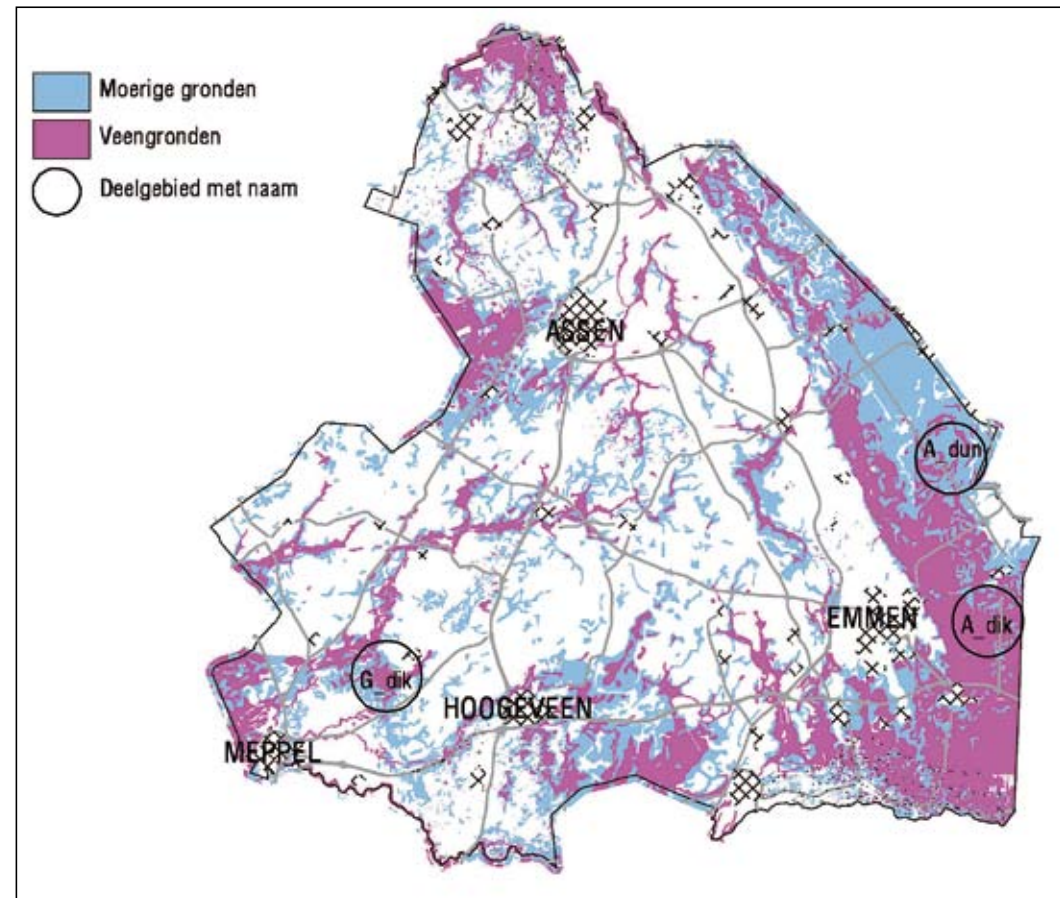 Moerige gronden
Veengronden
Deelgebied met naam
ASSEN
A_dun
EMMEN
A_dik
G_dik
HOOGEVEEN
MEPPEL